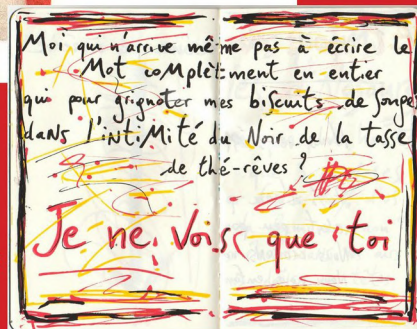 Moi qui n'arrive même pas à écrire le
Mot complètement en entier
qui pour grignoter mes biscuits de songe
dans l'intimité du Noir de la tasse
de thé-rêves ?
Je ne vois que toi